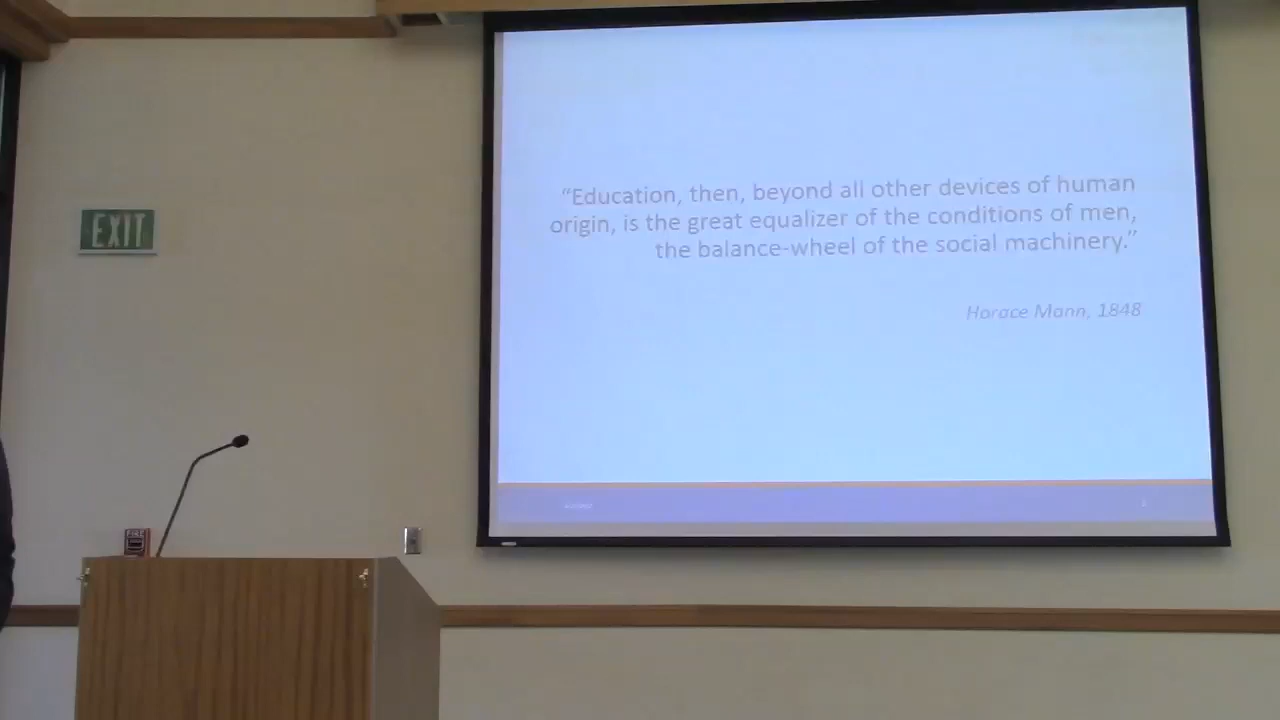 “Education, then, beyond all other devices of human
origin, is the great equalizer of the conditions of men,
the balance-wheel of the social machinery.”
Horace Mann, 1848
EXIT
FIRE